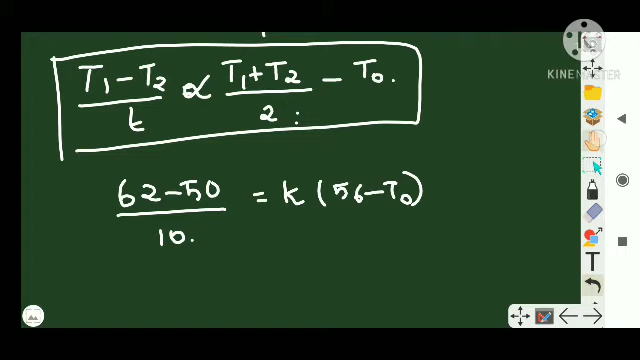 KINEMASTER
(T₁ - T₂)/t ∝ (T₁ + T₂)/2 - T₀.
(62 - 50)/10. = k (56 - T₀)
T